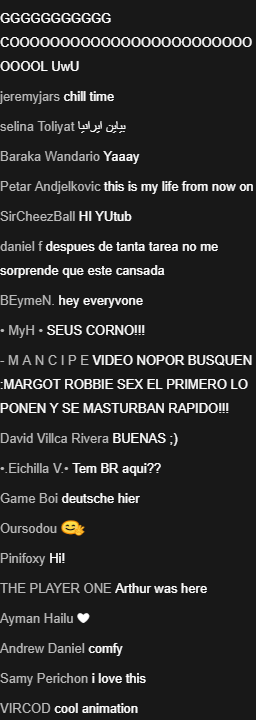 GGGGGGGGGGG
COOOOOOOOOOOOOOOOOOOOOOO
OOOOL UwU
jeremyjars chill time
selina Toliyat بیاین ایرانیا
Baraka Wandario Yaaay
Petar Andjelkovic this is my life from now on
SirCheezBall HI YUtub
daniel f despues de tanta tarea no me
sorprende que este cansada
BEymeN. hey everyvone
• MyH • SEUS CORNO!!!
- M A N C I P E VIDEO NOPOR BUSQUEN
:MARGOT ROBBIE SEX EL PRIMERO LO
PONEN Y SE MASTURBAN RAPIDO!!!
David Villca Rivera BUENAS ;)
•.Eichilla V.• Tem BR aqui??
Game Boi deutsche hier
Oursodou 
Pinifoxy Hi!
THE PLAYER ONE Arthur was here
Ayman Hailu 🤍
Andrew Daniel comfy
Samy Perichon i love this
VIRCOD cool animation